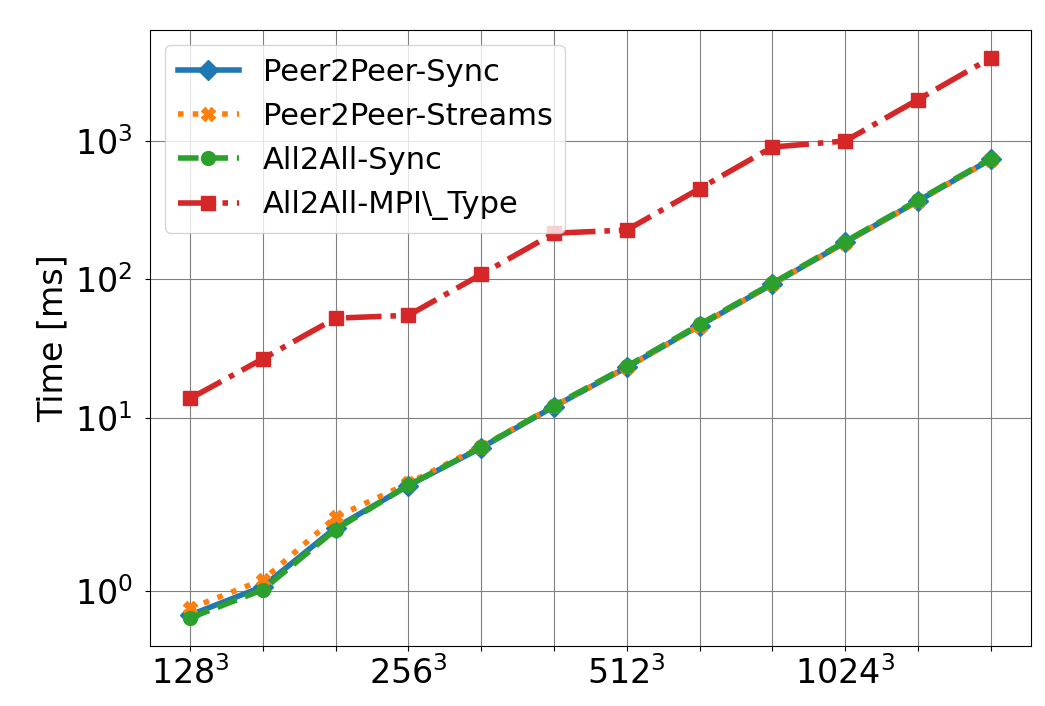 Peer2Peer-Sync
Peer2Peer-Streams
All2All-Sync
All2All-MPI\_Type
Time [ms]
10³
10²
10¹
10⁰
128³ 256³ 512³ 1024³